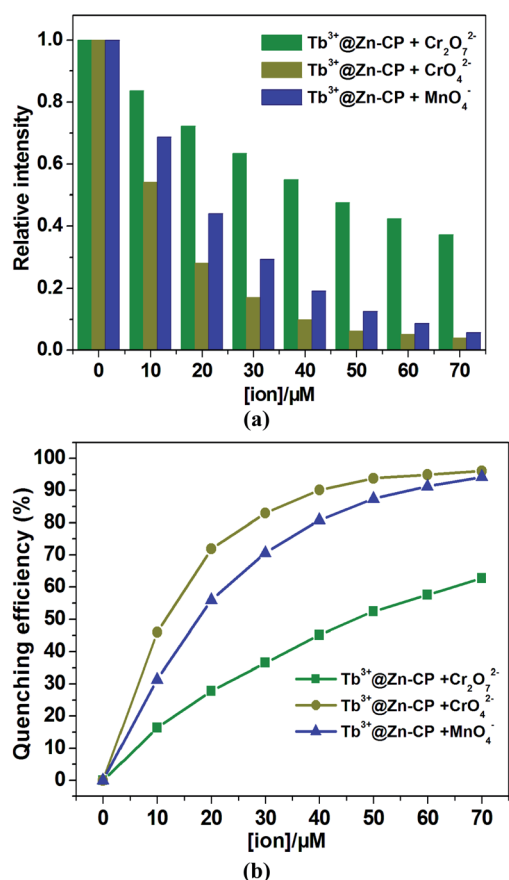 Tb³⁺@Zn-CP + Cr₂O₇²⁻
Tb³⁺@Zn-CP + CrO₄²⁻
Tb³⁺@Zn-CP + MnO₄⁻
Relative intensity
1.0
0.8
0.6
0.4
0.2
0.0
0 10 20 30 40 50 60 70
[ion]/µM
(a)
Quenching efficiency (%)
100
90
80
70
60
50
40
30
20
10
0
Tb³⁺@Zn-CP +Cr₂O₇²⁻
Tb³⁺@Zn-CP +CrO₄²⁻
Tb³⁺@Zn-CP +MnO₄⁻
0 10 20 30 40 50 60 70
[ion]/µM
(b)